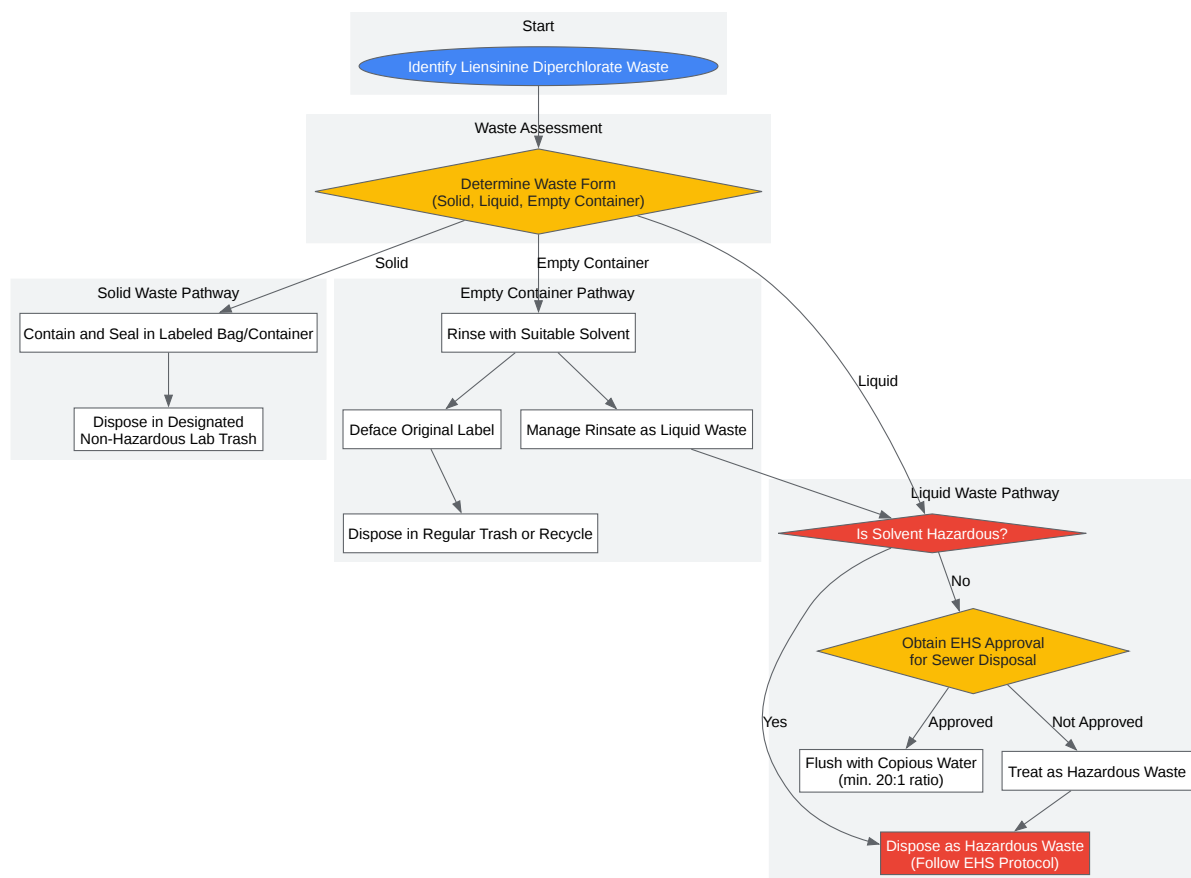 Start
Identify Liensinine Diperchlorate Waste
Waste Assessment
Determine Waste Form
(Solid, Liquid, Empty Container)
Solid
Empty Container
Solid Waste Pathway
Contain and Seal in Labeled Bag/Container
Dispose in Designated
Non-Hazardous Lab Trash
Empty Container Pathway
Rinse with Suitable Solvent
Deface Original Label
Manage Rinsate as Liquid Waste
Dispose in Regular Trash or Recycle
Liquid
Liquid Waste Pathway
Is Solvent Hazardous?
No
Obtain EHS Approval
for Sewer Disposal
Yes
Approved
Not Approved
Flush with Copious Water
(min. 20:1 ratio)
Treat as Hazardous Waste
Dispose as Hazardous Waste
(Follow EHS Protocol)